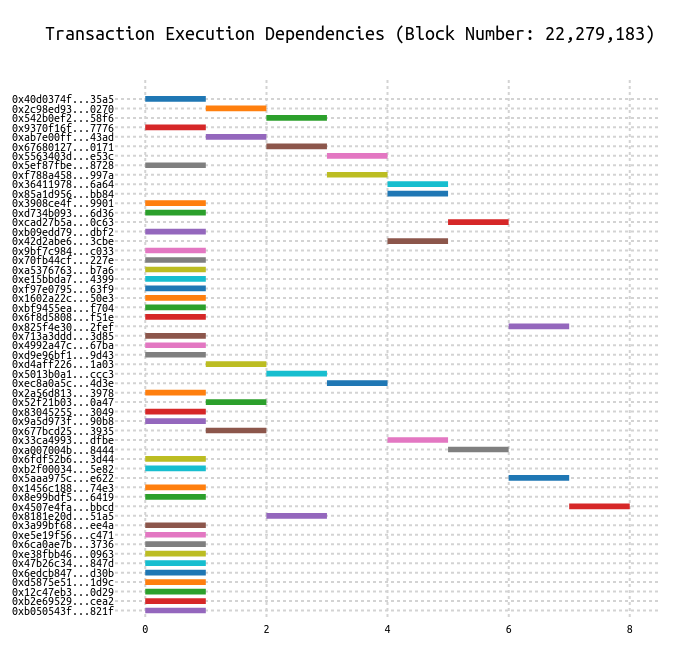 Transaction Execution Dependencies (Block Number: 22,279,183)
0x40d0374f...35a5
0x2c98ed93...0270
0x542b0ef2...58f6
0x9370f16f...7776
0xab7e00ff...43ad
0x67680127...0171
0x5563403d...e53c
0x5ef87fbe...8728
0xf788a458...997a
0x36411978...6a64
0x85a1d956...bb84
0x3908ce4f...9901
0xd734b093...6d36
0xcad27b5a...0c63
0xb09edd79...dbf2
0x42d2abe6...3cbe
0x9bf7c984...c033
0x70fb44cf...227e
0xa5376763...b7a6
0xe15bbda7...4399
0xf97e0795...63f9
0x1602a22c...50e3
0xbf9455ea...f704
0x6f8d5808...f51e
0x825f4e30...2fef
0x713a3ddd...3d85
0x4992a47c...67ba
0xd9e96bf1...9d43
0xd4aff226...1a03
0x5013b0a1...ccc3
0xec8a0a5c...4d3e
0x2a56d813...3978
0x52f21b03...0a47
0x83045255...3049
0x9a5d973f...90b8
0x677bcd25...3935
0x33ca4993...dfbe
0xa007004b...8444
0x6fdf52b6...3d44
0xb2f00034...5e82
0x5aaa975c...e622
0x1456c188...74e3
0x8e99bdf5...6419
0x4507e4fa...bbcd
0x8181e20d...51a5
0x3a99bf68...ee4a
0xe5e19f56...c471
0x6ca0ae7b...3736
0xe38fbb46...0963
0x47b26c34...847d
0x6edcb847...d30b
0xd5875e51...1d9c
0x12c47eb3...0d29
0xb2e69529...cea2
0xb050543f...821f
0 2 4 6 8